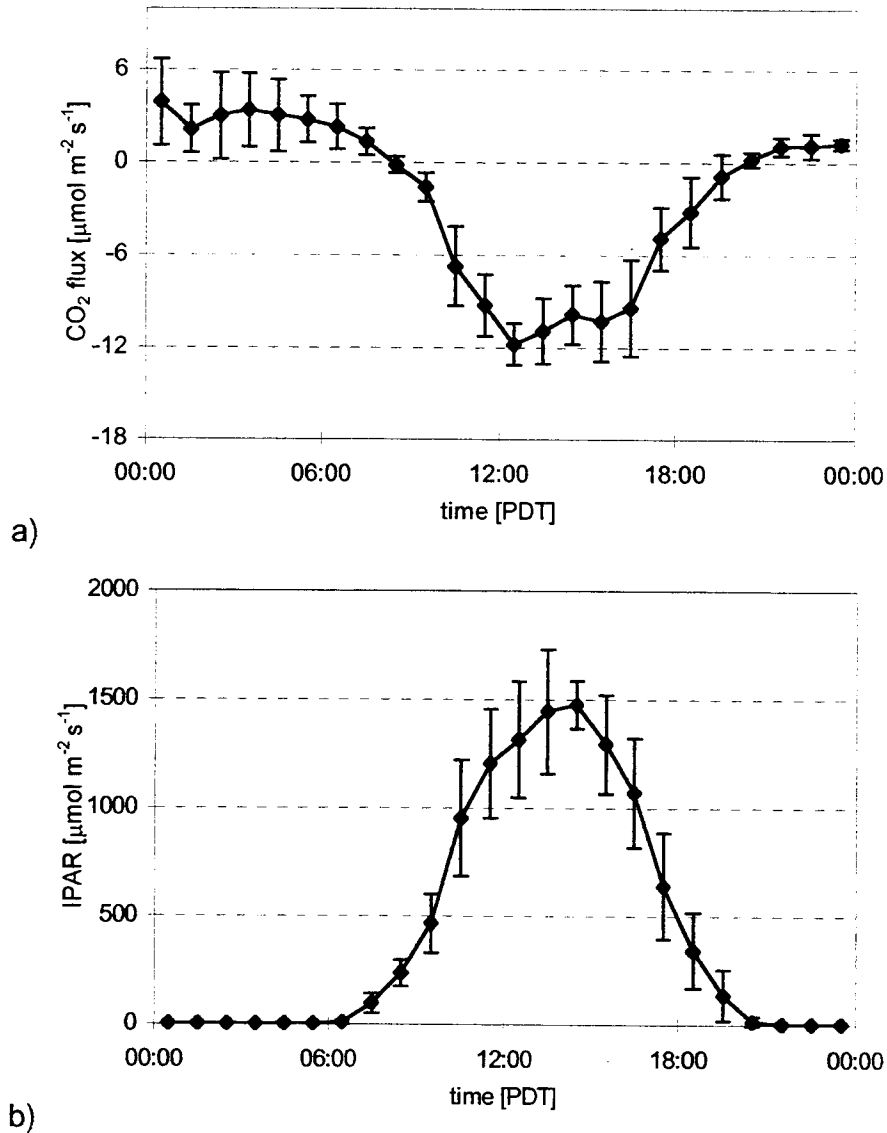 6
0
-6
-12
-18
CO₂ flux [µmol m⁻² s⁻¹]
00:00 06:00 12:00 18:00 00:00
time [PDT]
a)
2000
1500
1000
500
0
IPAR [µmol m⁻² s⁻¹]
00:00 06:00 12:00 18:00 00:00
time [PDT]
b)